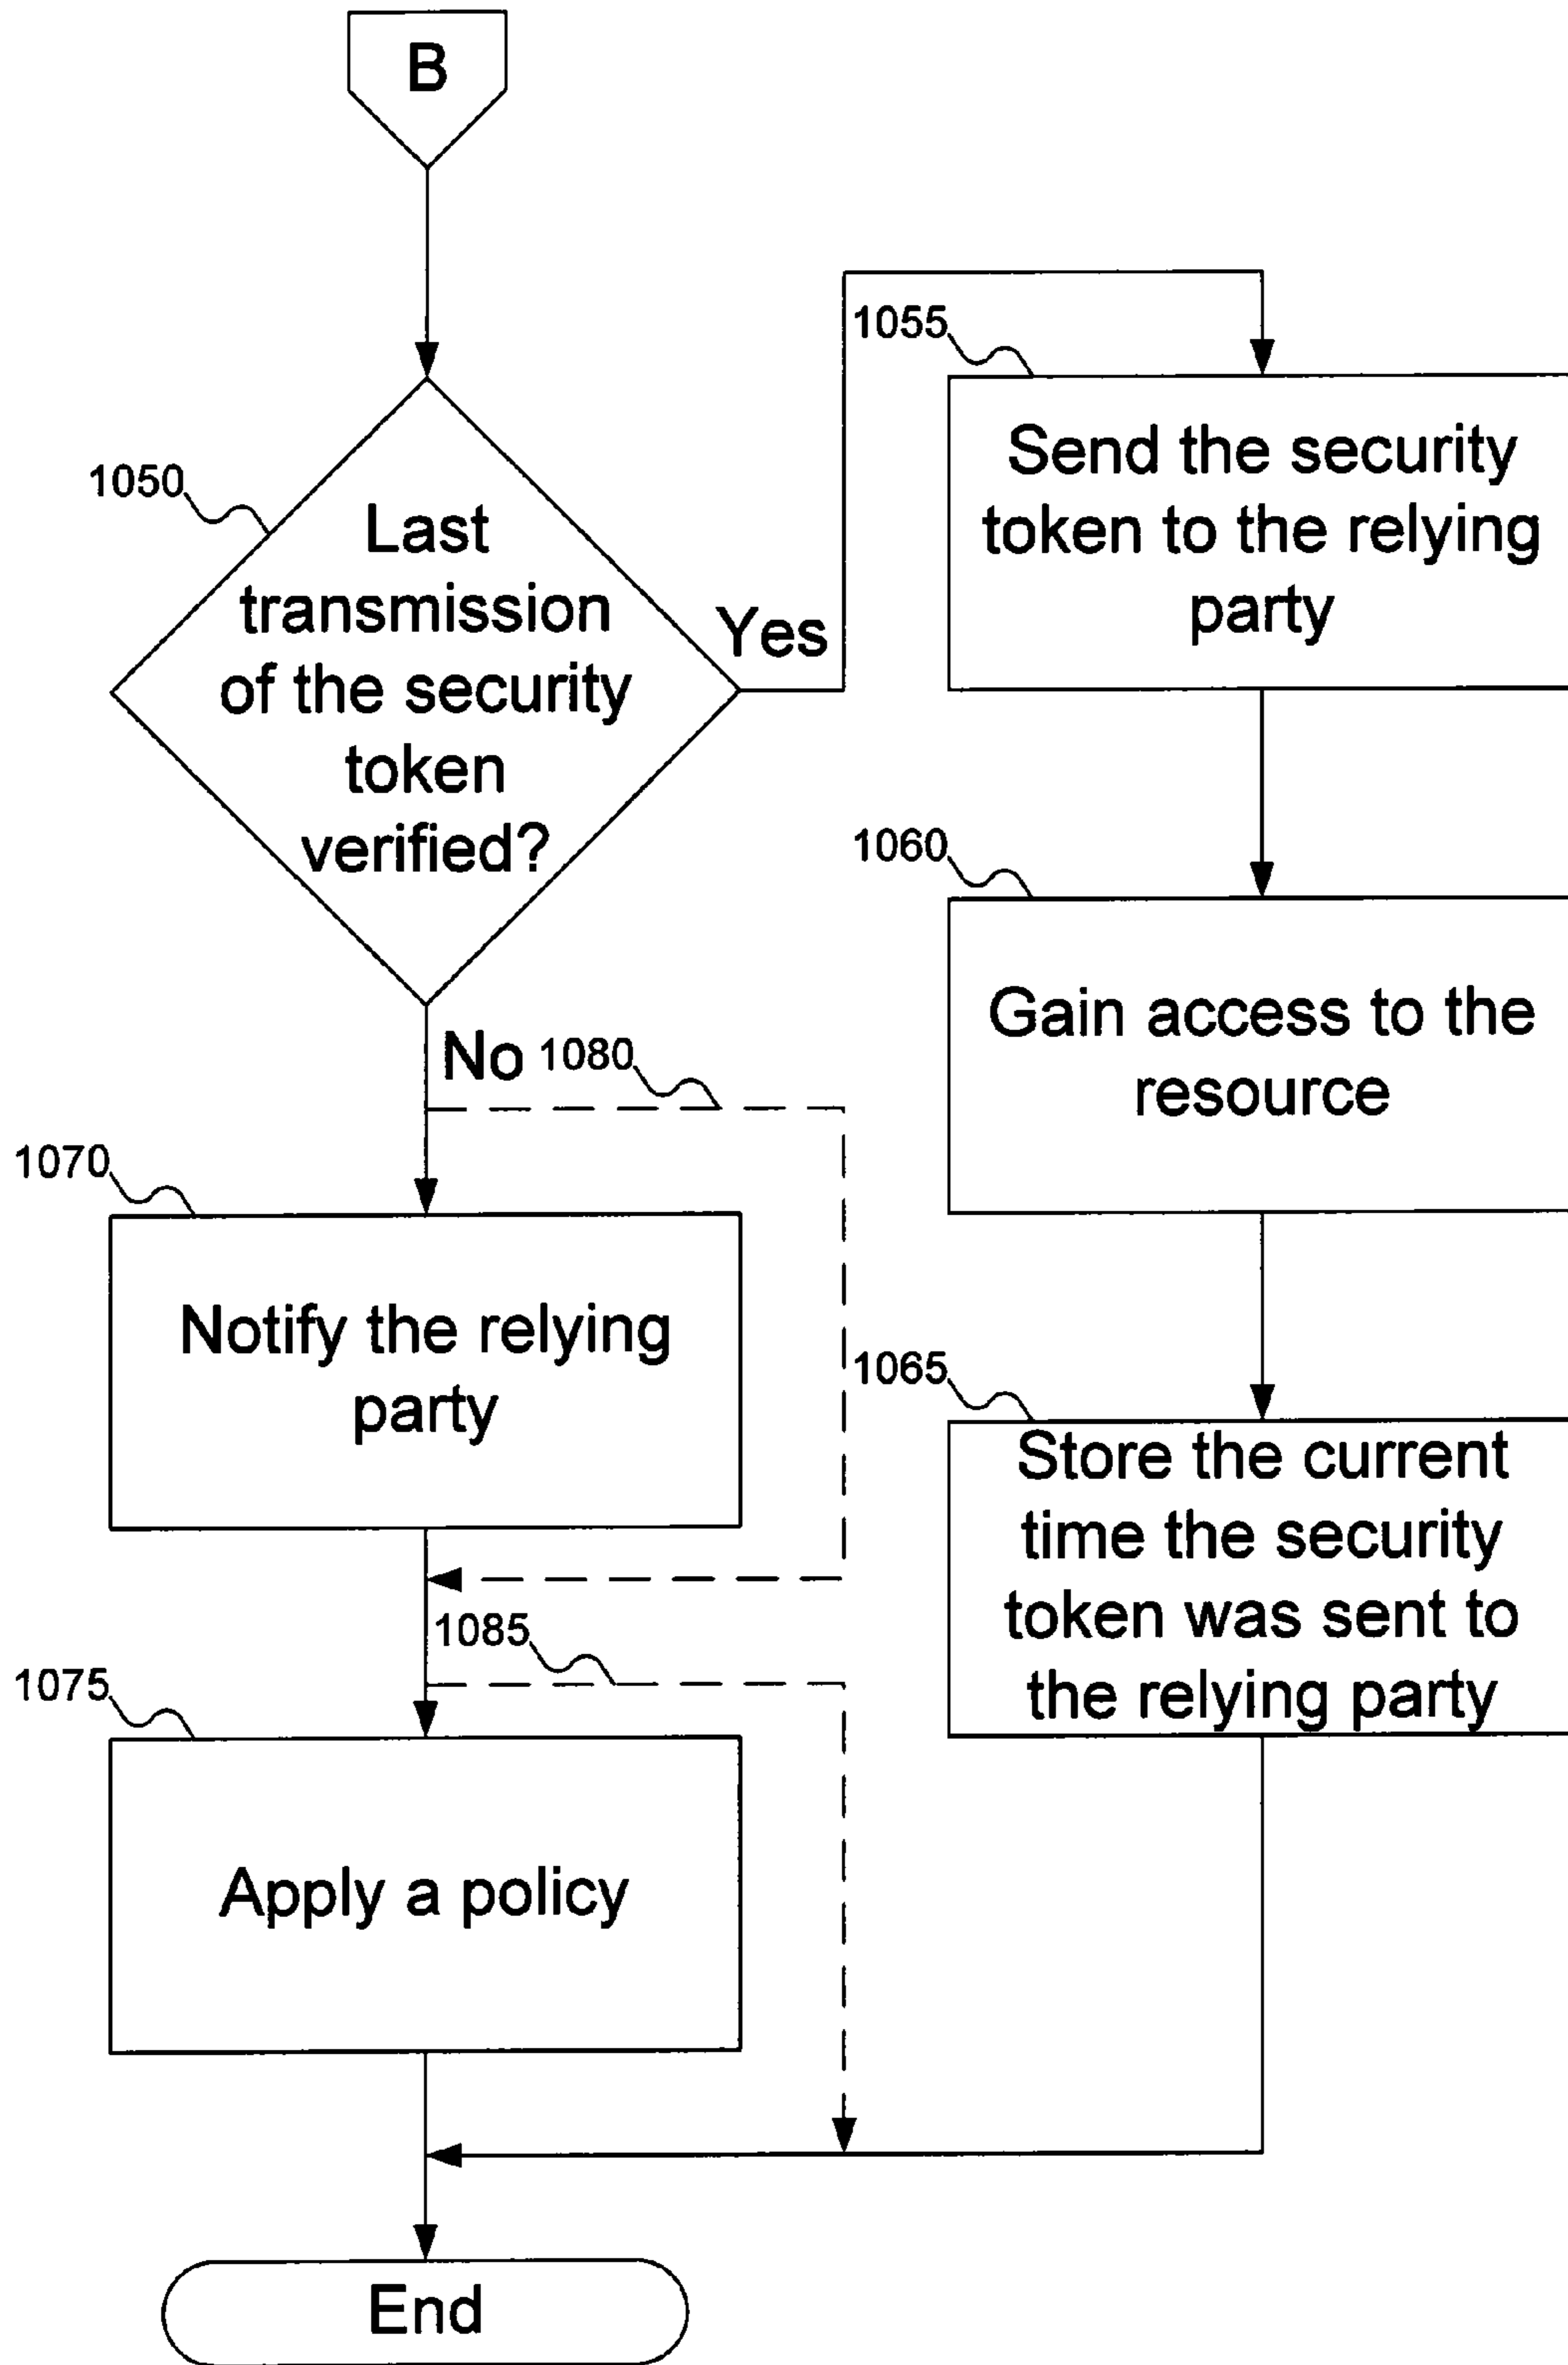 B
1050
Last
transmission
of the security
token
verified?
Yes
1055
Send the security
token to the relying
party
1060
Gain access to the
resource
1065
Store the current
time the security
token was sent to
the relying party
No
1080
1070
Notify the relying
party
1085
1075
Apply a policy
End